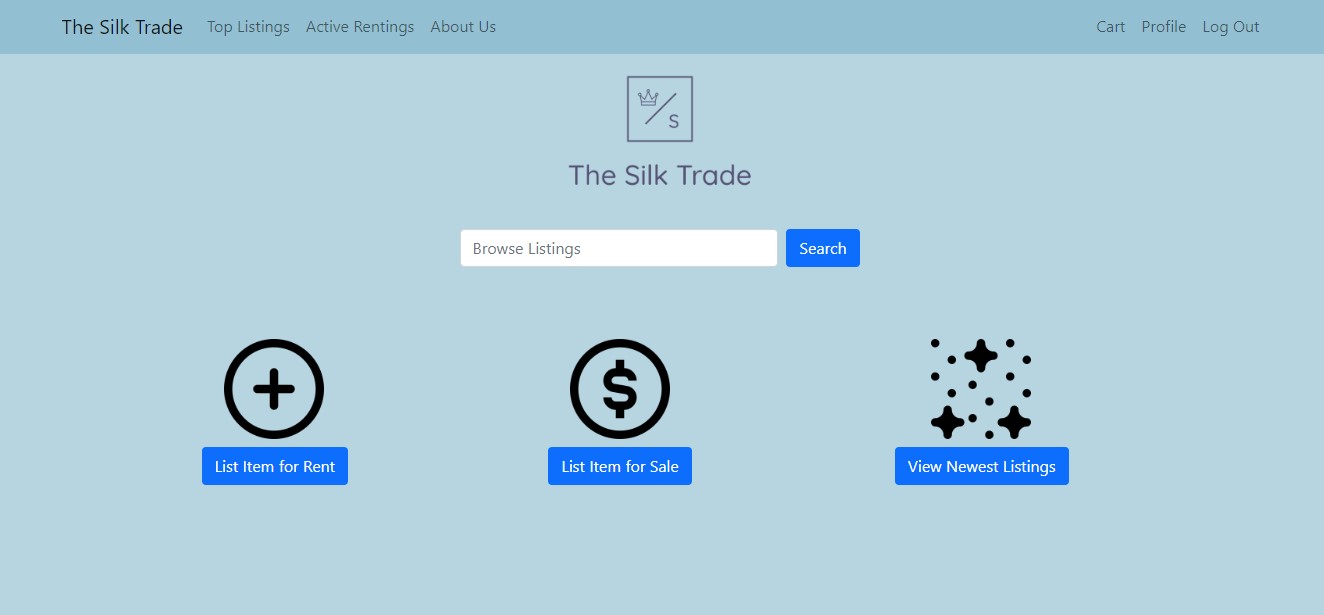 The Silk Trade Top Listings Active Rentings About Us Cart Profile Log Out
S
The Silk Trade
Browse Listings Search
List Item for Rent List Item for Sale View Newest Listings